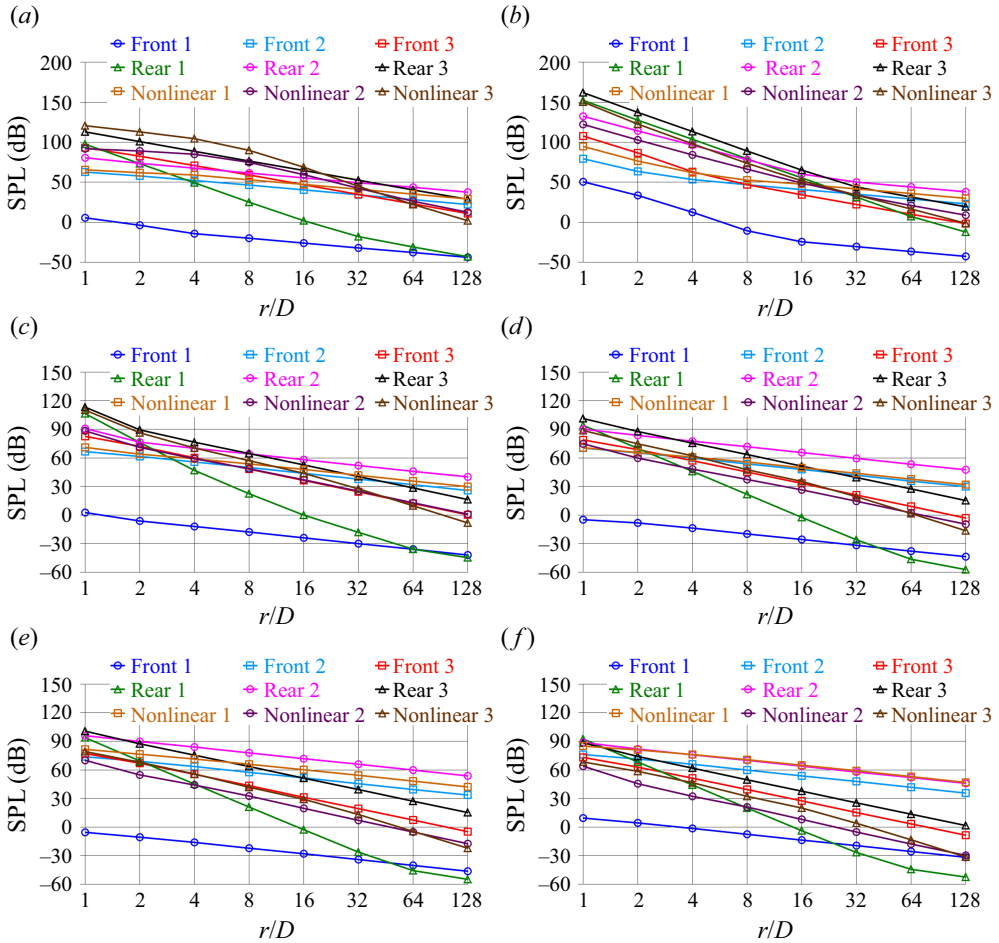 (a)
Front 1 Front 2 Front 3
Rear 1 Rear 2 Rear 3
Nonlinear 1 Nonlinear 2 Nonlinear 3
200
150
100
50
0
–50
SPL (dB)
1 2 4 8 16 32 64 128
r/D
(b)
Front 1 Front 2 Front 3
Rear 1 Rear 2 Rear 3
Nonlinear 1 Nonlinear 2 Nonlinear 3
200
150
100
50
0
–50
SPL (dB)
1 2 4 8 16 32 64 128
r/D
(c)
Front 1 Front 2 Front 3
Rear 1 Rear 2 Rear 3
Nonlinear 1 Nonlinear 2 Nonlinear 3
150
120
90
60
30
0
–30
–60
SPL (dB)
1 2 4 8 16 32 64 128
r/D
(d)
Front 1 Front 2 Front 3
Rear 1 Rear 2 Rear 3
Nonlinear 1 Nonlinear 2 Nonlinear 3
150
120
90
60
30
0
–30
–60
SPL (dB)
1 2 4 8 16 32 64 128
r/D
(e)
Front 1 Front 2 Front 3
Rear 1 Rear 2 Rear 3
Nonlinear 1 Nonlinear 2 Nonlinear 3
150
120
90
60
30
0
–30
–60
SPL (dB)
1 2 4 8 16 32 64 128
r/D
(f)
Front 1 Front 2 Front 3
Rear 1 Rear 2 Rear 3
Nonlinear 1 Nonlinear 2 Nonlinear 3
150
120
90
60
30
0
–30
–60
SPL (dB)
1 2 4 8 16 32 64 128
r/D